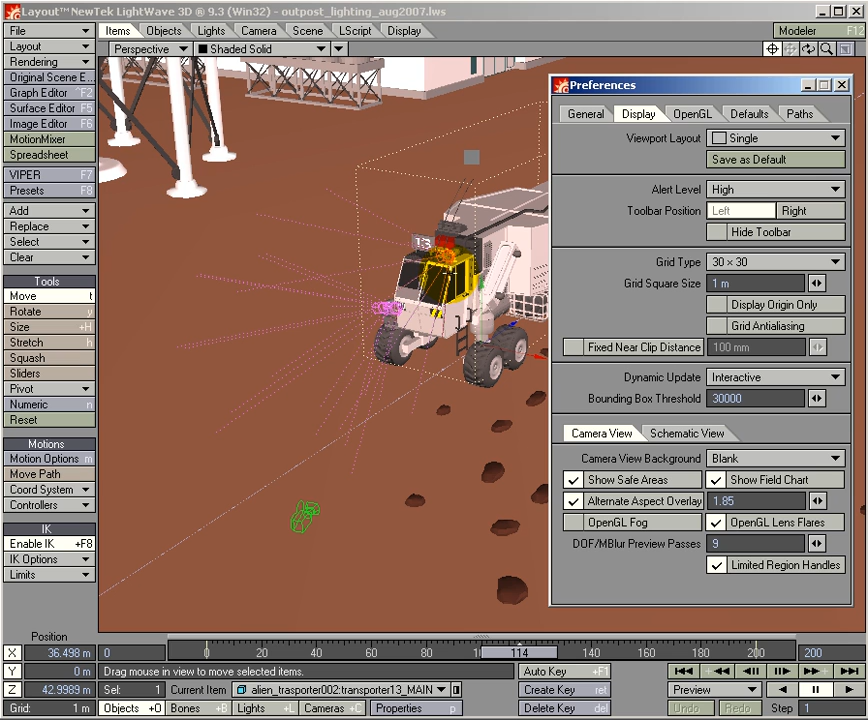 Layout™ NewTek LightWave 3D ® 9.3 (Win32) - outpost_lighting_aug2007.lws
File
Items
Objects
Lights
Camera
Scene
LScript
Display
Modeler F12
Layout
Perspective
Shaded Solid
Rendering
Original Scene E...
Graph Editor ^F2
Surface Editor F5
Image Editor F6
MotionMixer
Spreadsheet
VIPER F7
Presets F8
Add
Replace
Select
Clear
Tools
Move t
Rotate y
Size +H
Stretch h
Squash
Sliders
Pivot
Numeric n
Reset
Motions
Motion Options m
Move Path
Coord System
Controllers
IK
Enable IK +F8
IK Options
Limits
13
Preferences
General
Display
OpenGL
Defaults
Paths
Viewport Layout Single
Save as Default
Alert Level High
Toolbar Position Left Right
Hide Toolbar
Grid Type 30 × 30
Grid Square Size 1 m
Display Origin Only
Grid Antialiasing
Fixed Near Clip Distance 100 mm
Dynamic Update Interactive
Bounding Box Threshold 30000
Camera View
Schematic View
Camera View Background Blank
Show Safe Areas Show Field Chart
Alternate Aspect Overlay 1.85
OpenGL Fog OpenGL Lens Flares
DOF/MBlur Preview Passes 9
Limited Region Handles
Position
X 36.498 m 0 0 20 40 60 80 100 114 120 140 160 180 200 200
Y 0 m Drag mouse in view to move selected items. Auto Key +F1
Z 42.9989 m Sel: 1 Current Item alien_trasporter002:transporter13_MAIN Create Key ret Preview
Grid: 1 m Objects +O Bones +B Lights +L Cameras +C Properties p Delete Key del Undo Redo Step 1